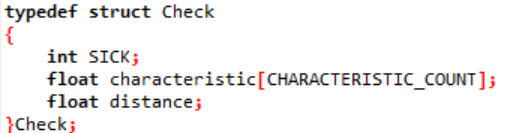 typedef struct Check
{
    int SICK;
    float characteristic[CHARACTERISTIC_COUNT];
    float distance;
}Check;